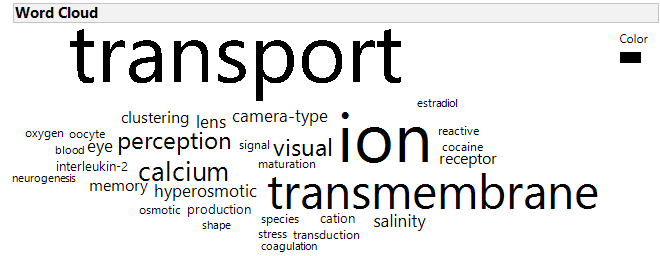 Word Cloud
transport
Color
estradiol
clustering lens camera-type
oxygen oocyte
ion
reactive
blood eye perception signal visual
cocaine
receptor
interleukin-2 calcium maturation
neurogenesis
memory hyperosmotic transmembrane
osmotic production
species cation salinity
shape
stress transduction
coagulation